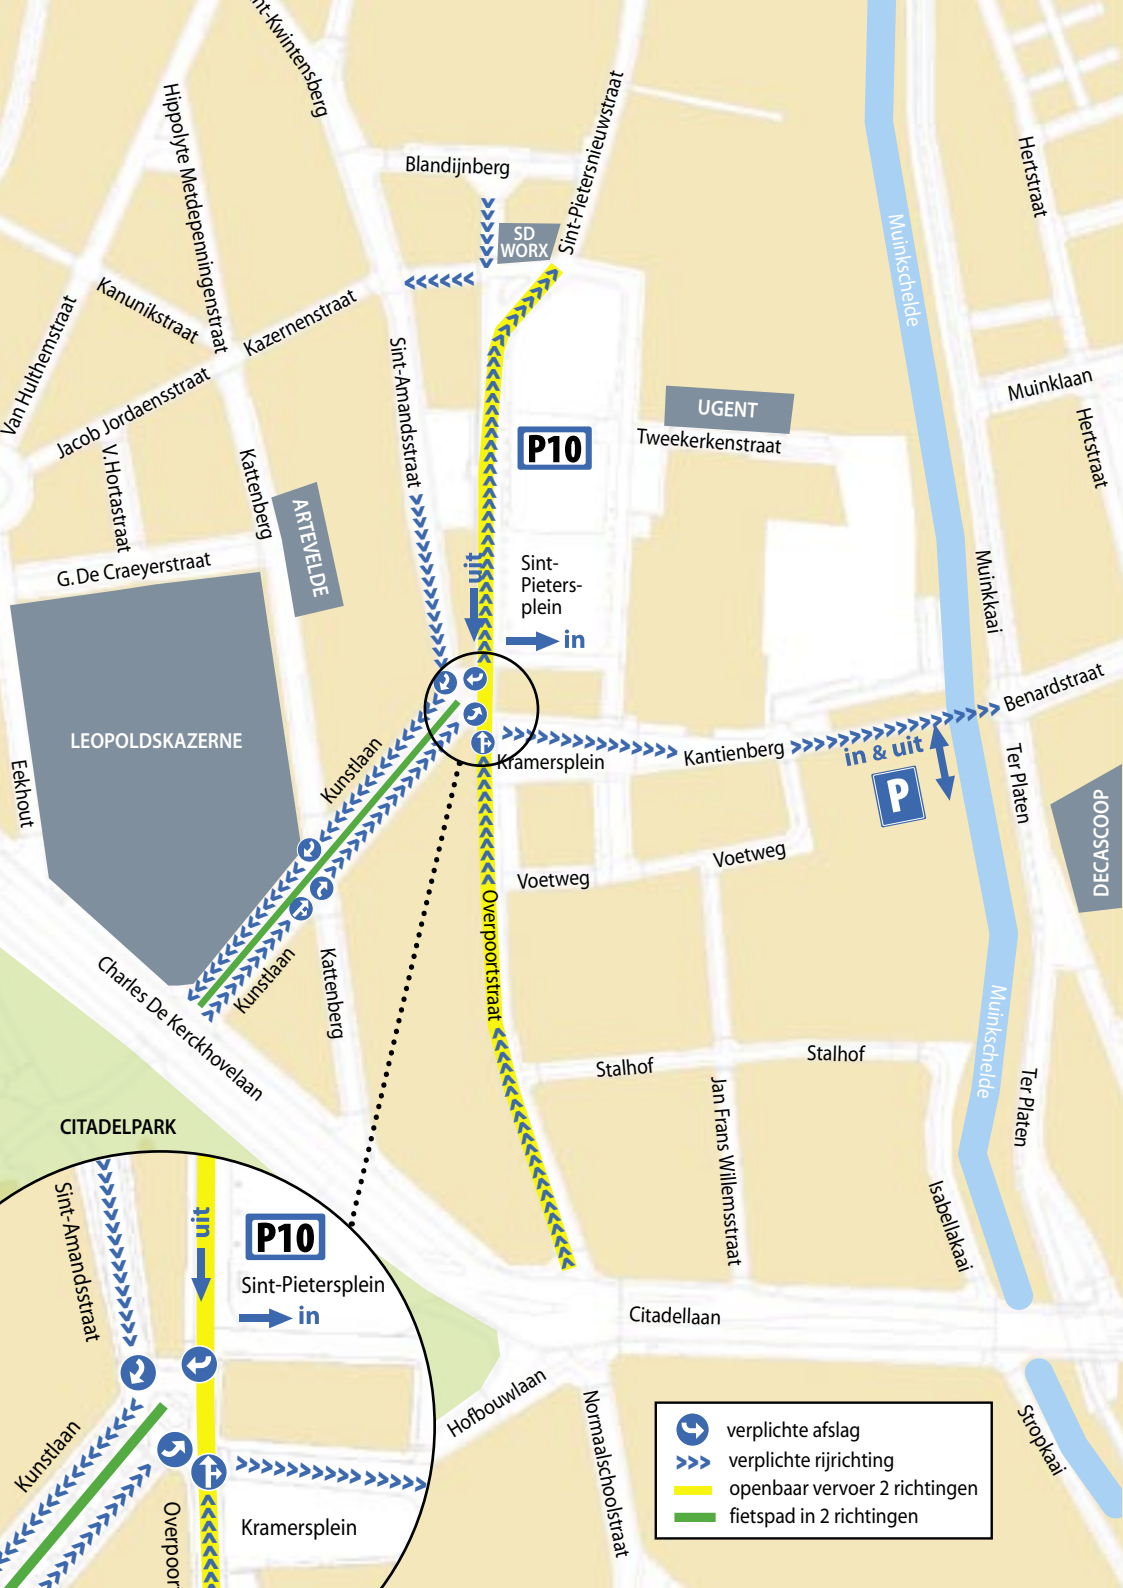 nt-Kwintensberg
Hippolyte Metdepenningenstraat
Blandijnberg
Sint-Pietersnieuwstraat
Hertstraat
SD
WORX
Muinkschelde
Kanunikstraat
Kazernenstraat
Van Hulthemstraat
Sint-Amandsstraat
Jacob Jordaensstraat
Muinklaan
UGENT
Tweekerkenstraat
P10
Hertstraat
V.Hortastraat
Kattenberg
ARTEVELDE
G. De Craeyerstraat
uit
Sint-
Pieters-
plein
in
Muinkkaai
Benardstraat
LEOPOLDSKAZERNE
Kunstlaan
Kramersplein
Kantienberg
in & uit
P
Eekhout
Ter Platen
DECASCOOP
Voetweg
Voetweg
Overpoortstraat
Kunstlaan
Kattenberg
Charles De Kerckhovelaan
Muinkschelde
Stalhof
Stalhof
Jan Frans Willemsstraat
Ter Platen
CITADELPARK
Isabellakaai
Sint-Amandsstraat
uit
P10
Sint-Pietersplein
in
Citadellaan
Hofbouwlaan
Normaalschoolstraat
Stropkaai
Kunstlaan
Overpoor
Kramersplein
verplichte afslag
verplichte rijrichting
openbaar vervoer 2 richtingen
fietspad in 2 richtingen